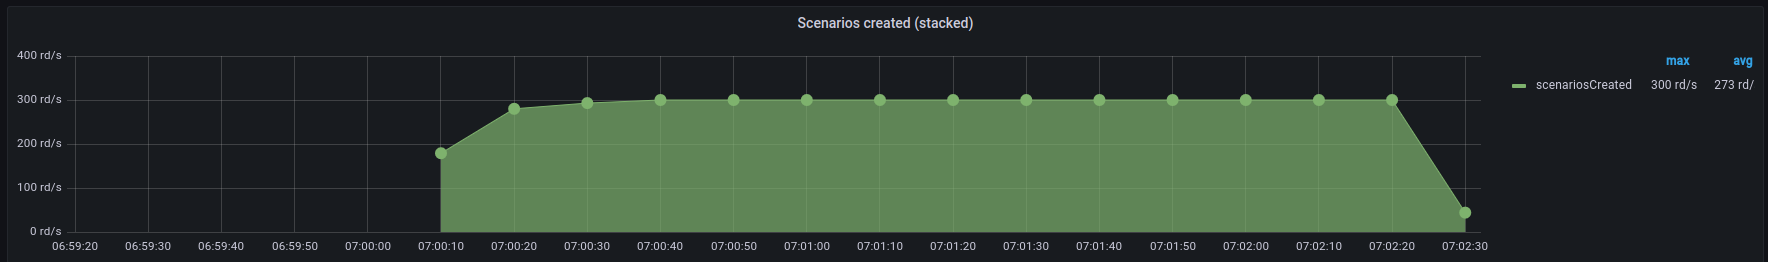 Scenarios created (stacked)
400 rd/s
300 rd/s
200 rd/s
100 rd/s
0 rd/s
06:59:20 06:59:30 06:59:40 06:59:50 07:00:00 07:00:10 07:00:20 07:00:30 07:00:40 07:00:50 07:01:00 07:01:10 07:01:20 07:01:30 07:01:40 07:01:50 07:02:00 07:02:10 07:02:20 07:02:30
max avg
scenariosCreated 300 rd/s 273 rd/